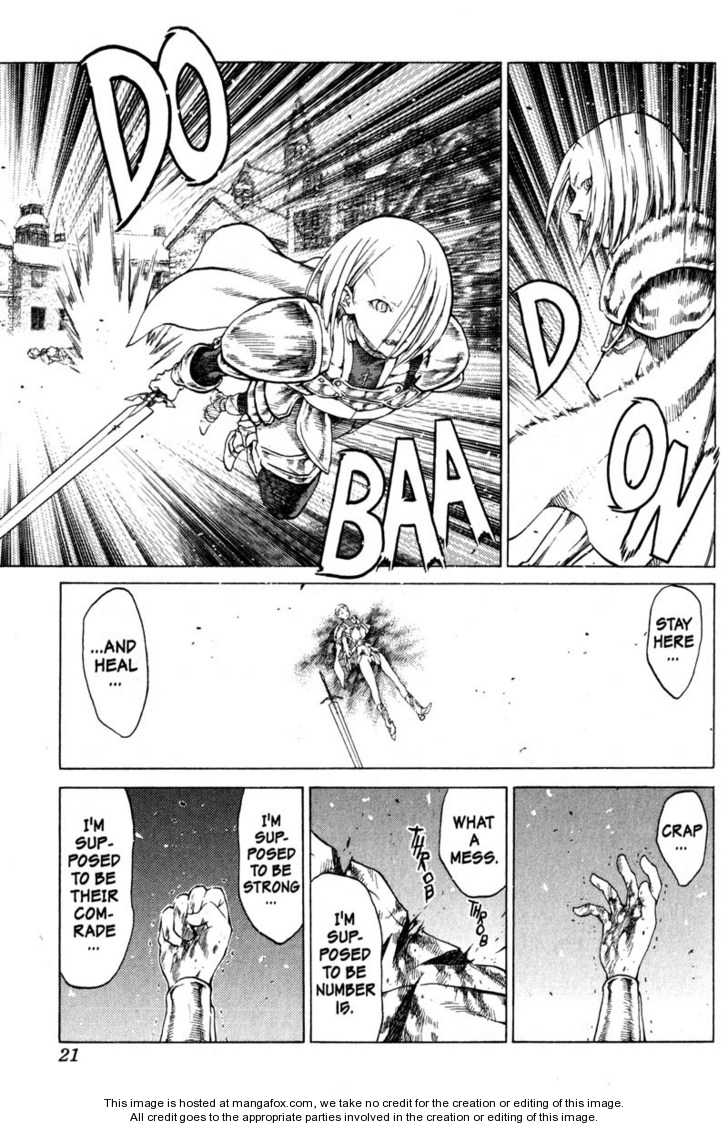 D
ON
DO
BAA
STAY
HERE
...
...AND
HEAL
...
CRAP
...
WHAT
A
MESS.
THROB
THROB
I'M
SUP-
POSED
TO BE
NUMBER
15.
I'M
SUP-
POSED
TO BE
STRONG
...
I'M
SUP-
POSED
TO BE
THEIR
COM-
RADE
...
21
This image is hosted at mangafox.com, we take no credit for the creation or editing of this image.
All credit goes to the appropriate parties involved in the creation or editing of this image.